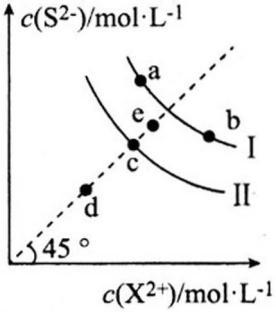 c(S²⁻)/mol·L⁻¹
a
e
b
I
c
II
d
45°
c(X²⁺)/mol·L⁻¹